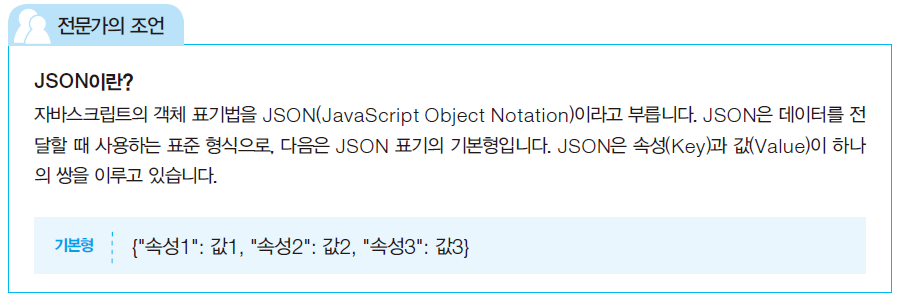 전문가의 조언
JSON이란?
자바스크립트의 객체 표기법을 JSON(JavaScript Object Notation)이라고 부릅니다. JSON은 데이터를 전
달할 때 사용하는 표준 형식으로, 다음은 JSON 표기의 기본형입니다. JSON은 속성(Key)과 값(Value)이 하나
의 쌍을 이루고 있습니다.
기본형 {"속성1": 값1, "속성2": 값2, "속성3": 값3}